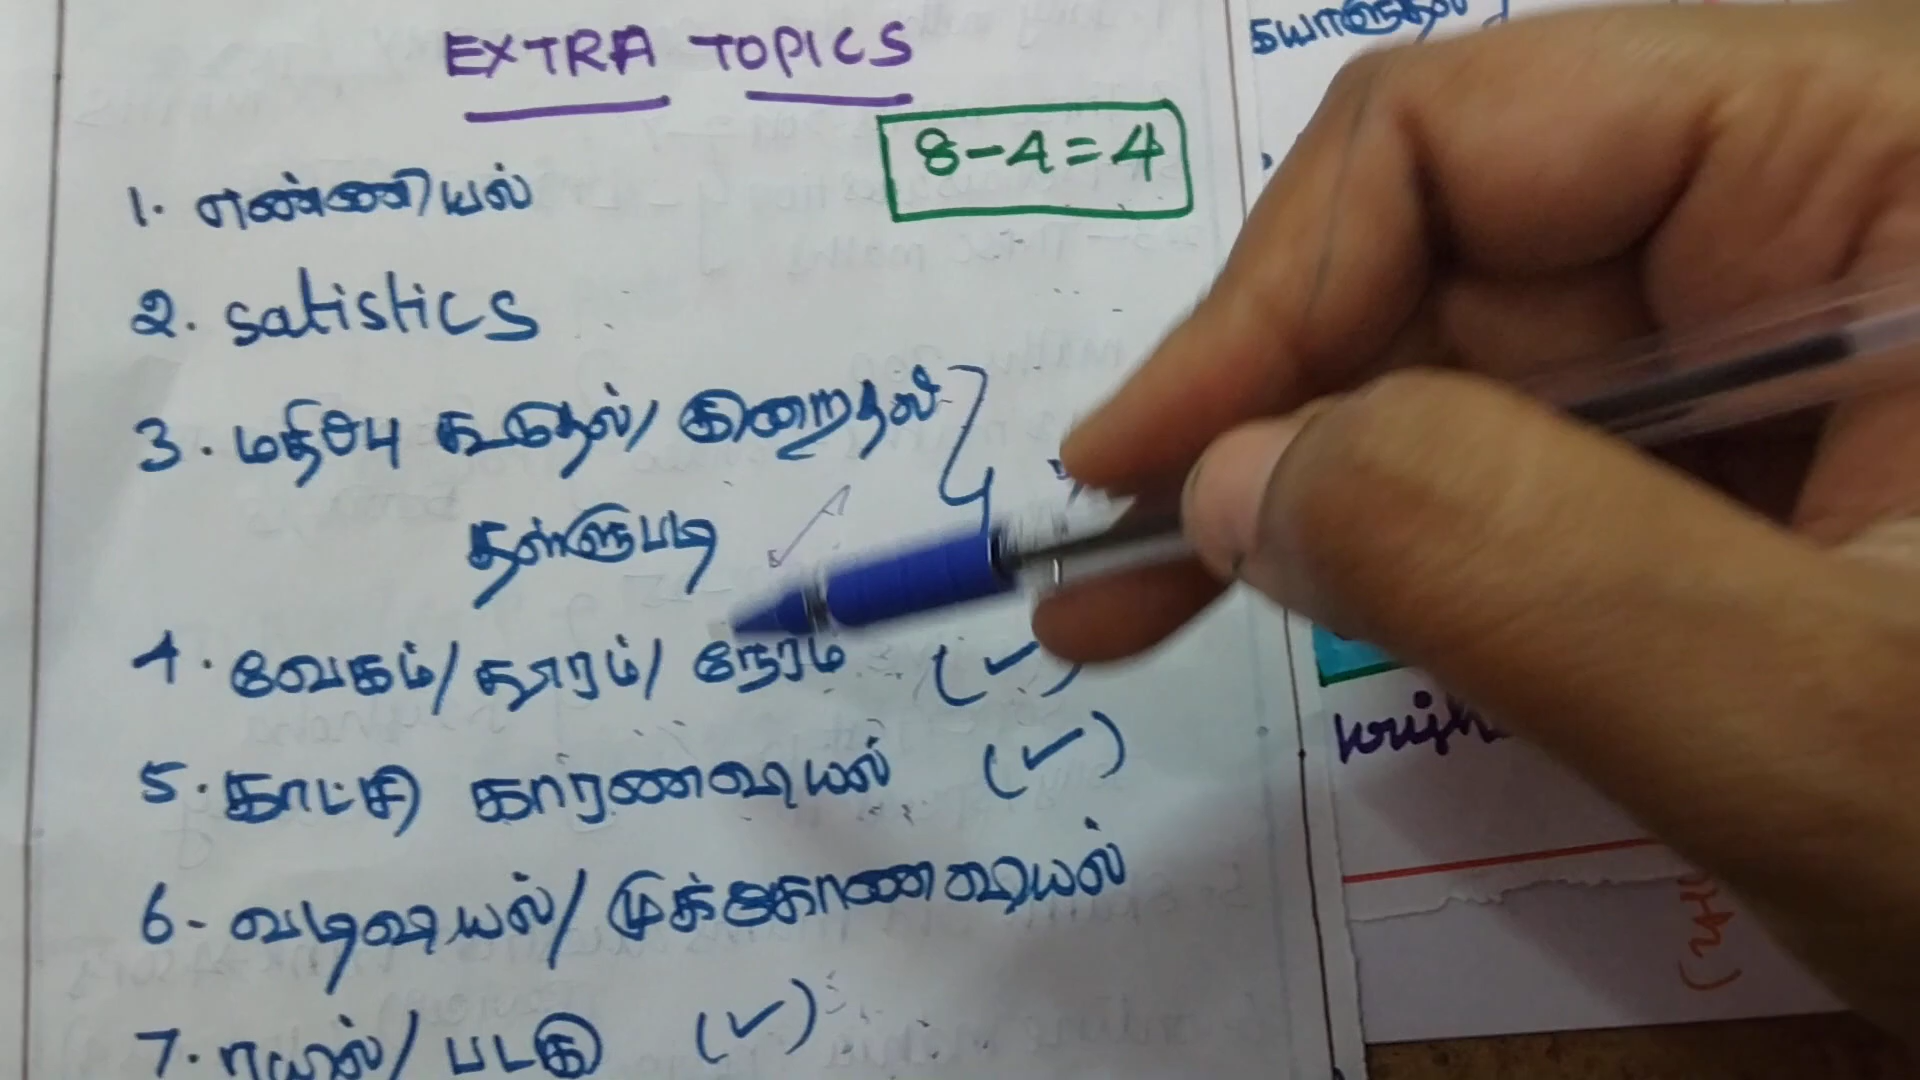 EXTRA TOPICS
8-4=4
1. எண்ணியல்
2. satistics
3. மதிப்பு கூடுதல்/ குறைதல்
தள்ளுபடி
4. வேகம்/தூரம்/ நேரம் (✓)
5. காட்சி காரணவியல் (✓)
6- வடிவியல்/முக்கோணவியல்
7. ரயில்/ படகு (✓)